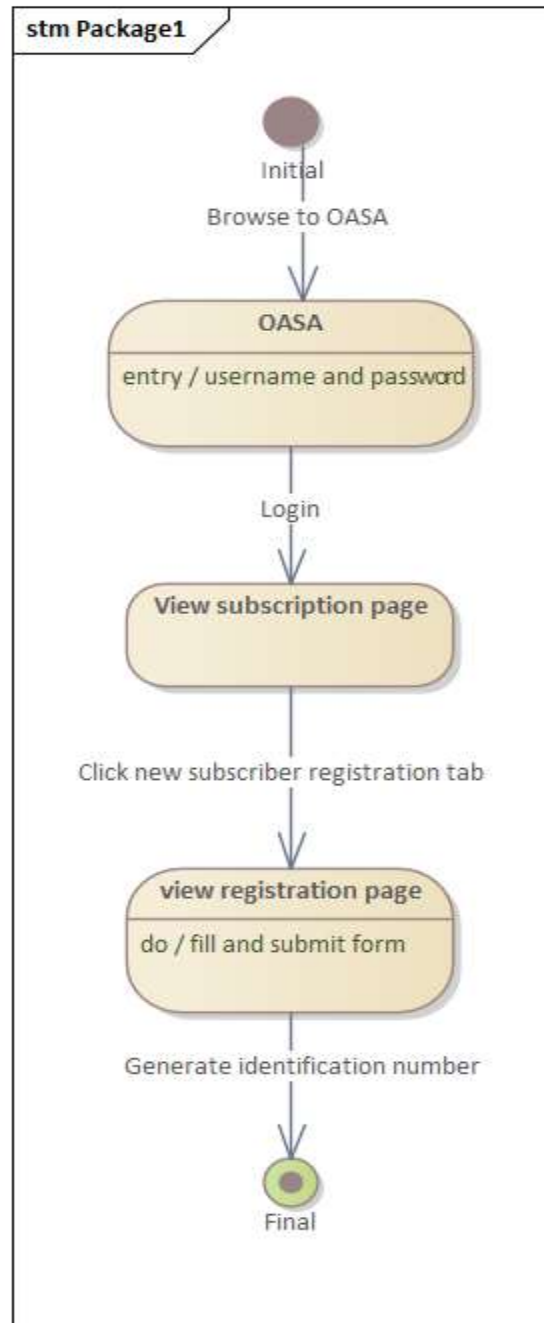 stm Package1
Initial
Browse to OASA
OASA
entry / username and password
Login
View subscription page
Click new subscriber registration tab
view registration page
do / fill and submit form
Generate identification number
Final